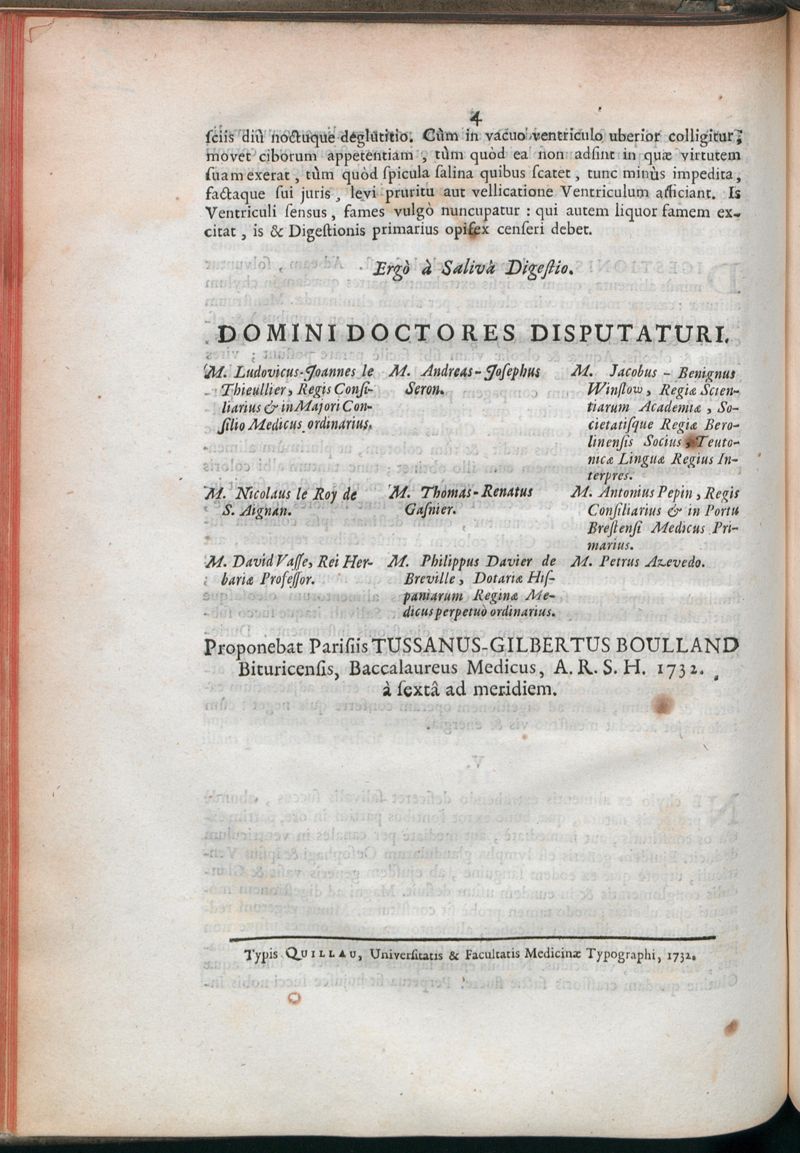 4
ſciis diù noctuque deglutitio. Cùm in vacuo ventriculo uberior colligitur;
movet ciborum appetentiam, tùm quòd ea non adſint in quæ virtutem
ſuam exerat, tùm quòd ſpicula ſalina quibus ſcatet, tunc minùs impedita,
factaque ſui juris, levi pruritu aut vellicatione Ventriculum afficiant. Is
Ventriculi ſensus, fames vulgò nuncupatur : qui autem liquor famem ex-
citat, is & Digeſtionis primarius opifex cenſeri debet.
Ergò à Salivâ Digeſtio.
DOMINI DOCTORES DISPUTATURI.
M. Ludovicus-Joannes le
Thieullier, Regis Conſi-
liarius & in Majori Con-
ſilio Medicus ordinarius.
M. Andreas-Joſephus
Seron.
M. Jacobus - Benignus
Winſlow, Regiæ Scien-
tiarum Academiæ, So-
cietatiſque Regiæ Bero-
linenſis Socius, Teuto-
nicæ Linguæ Regius In-
terpres.
M. Nicolaus le Roy de
S. Aignan.
M. Thomas-Renatus
Gaſnier.
M. Antonius Pepin, Regis
Conſiliarius & in Portu
Breſtenſi Medicus Pri-
marius.
M. David Vaſſe, Rei Her-
bariæ Profeſſor.
M. Philippus Davier de
Breville, Dotariæ Hiſ-
paniarum Reginæ Me-
dicus perpetuò ordinarius.
M. Petrus Azevedo.
Proponebat Pariſiis TUSSANUS-GILBERTUS BOULLAND
Bituricenſis, Baccalaureus Medicus, A. R. S. H. 1732.
à ſextâ ad meridiem.
Typis QUILLAU, Univerſitatis & Facultatis Medicinæ Typographi, 1732.